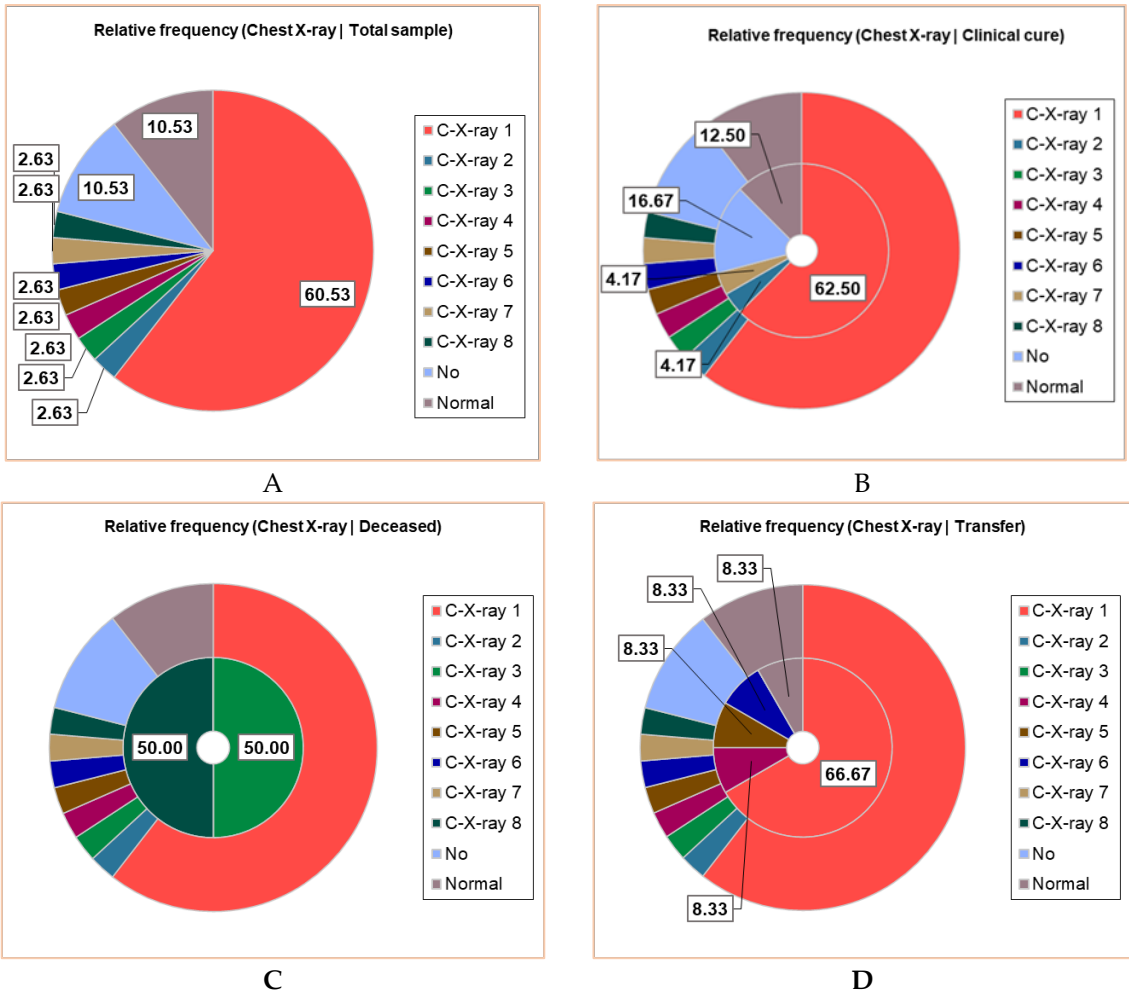 Relative frequency (Chest X-ray | Total sample)
10.53
2.63
2.63
10.53
2.63
2.63
2.63
2.63
2.63
60.53
C-X-ray 1
C-X-ray 2
C-X-ray 3
C-X-ray 4
C-X-ray 5
C-X-ray 6
C-X-ray 7
C-X-ray 8
No
Normal
A
Relative frequency (Chest X-ray | Clinical cure)
12.50
16.67
4.17
4.17
62.50
C-X-ray 1
C-X-ray 2
C-X-ray 3
C-X-ray 4
C-X-ray 5
C-X-ray 6
C-X-ray 7
C-X-ray 8
No
Normal
B
Relative frequency (Chest X-ray | Deceased)
50.00
50.00
C-X-ray 1
C-X-ray 2
C-X-ray 3
C-X-ray 4
C-X-ray 5
C-X-ray 6
C-X-ray 7
C-X-ray 8
No
Normal
C
Relative frequency (Chest X-ray | Transfer)
8.33
8.33
8.33
66.67
8.33
C-X-ray 1
C-X-ray 2
C-X-ray 3
C-X-ray 4
C-X-ray 5
C-X-ray 6
C-X-ray 7
C-X-ray 8
No
Normal
D